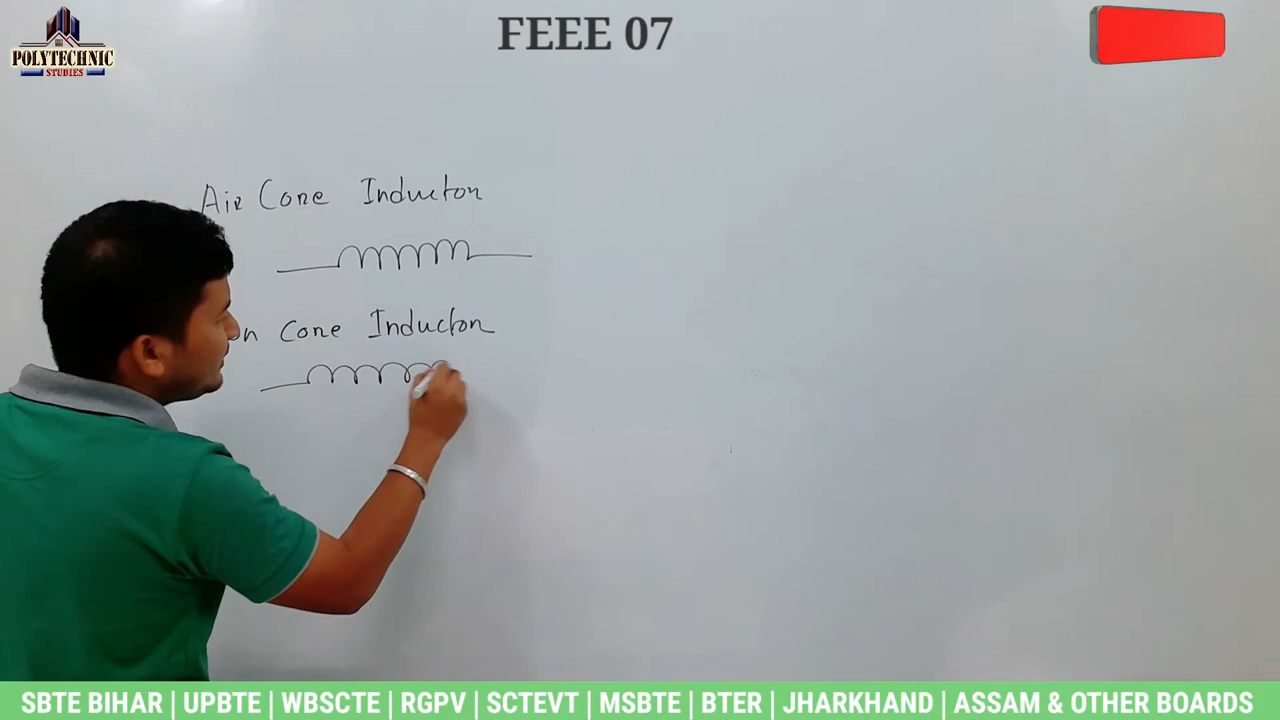 FEEE 07
POLYTECHNIC
STUDIES
Air Core Inductor
Core Inductor
SBTE BIHAR | UPBTE | WBSCTE | RGPV | SCTEVT | MSBTE | BTER | JHARKHAND | ASSAM & OTHER BOARDS